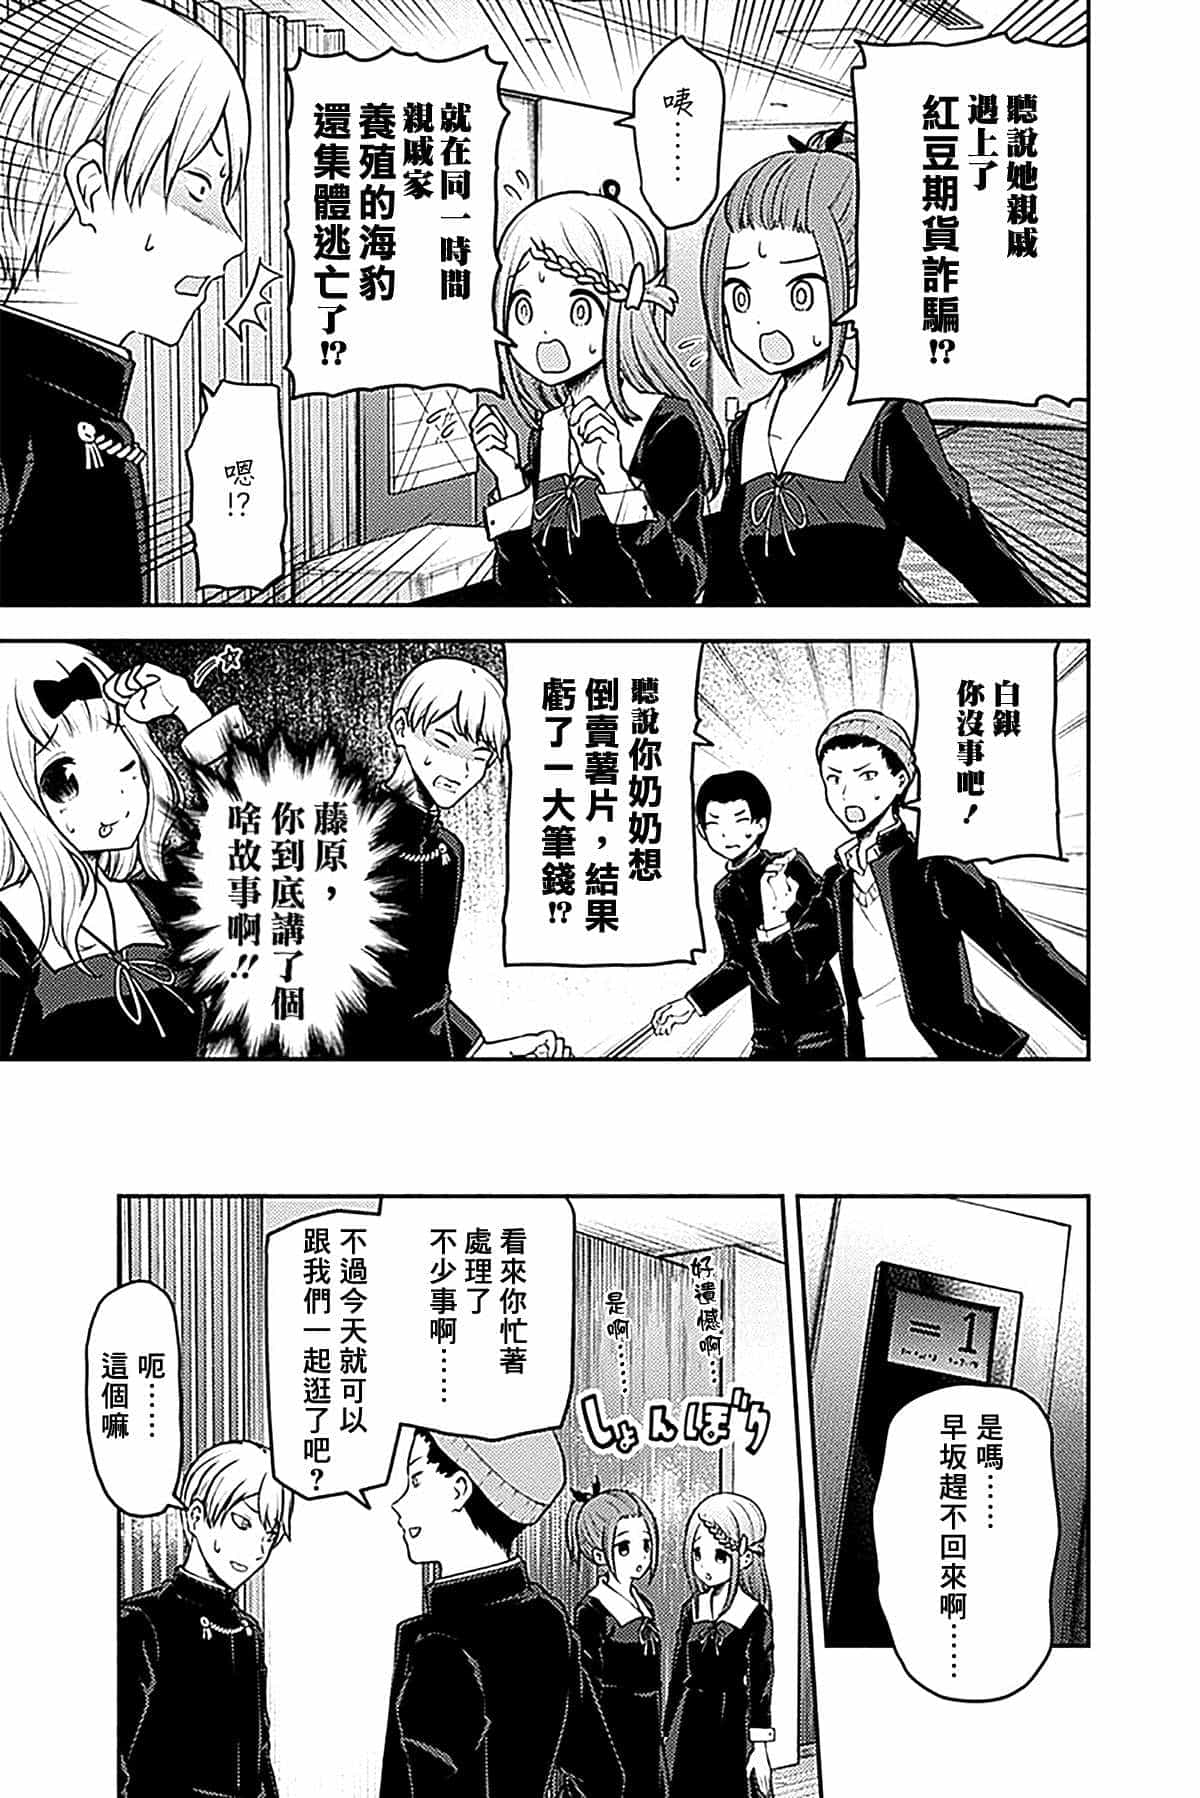 聽說她親戚
遇上了
紅豆期貨詐騙!?
咦……
就在同一時間
親戚家
養殖的海豹
還集體逃亡了!?
嗯!?
白銀
你沒事吧！
聽說你奶奶想
倒賣薯片，結果
虧了一大筆錢!?
藤原，
你到底講了個
啥故事啊!!
= 1
是嗎……
早坂趕不回來啊……
好遺憾啊…
是啊……
しょんぼり
看來你忙著
處理了
不少事啊……
不過今天就可以
跟我們一起逛了吧？
呃……
這個嘛